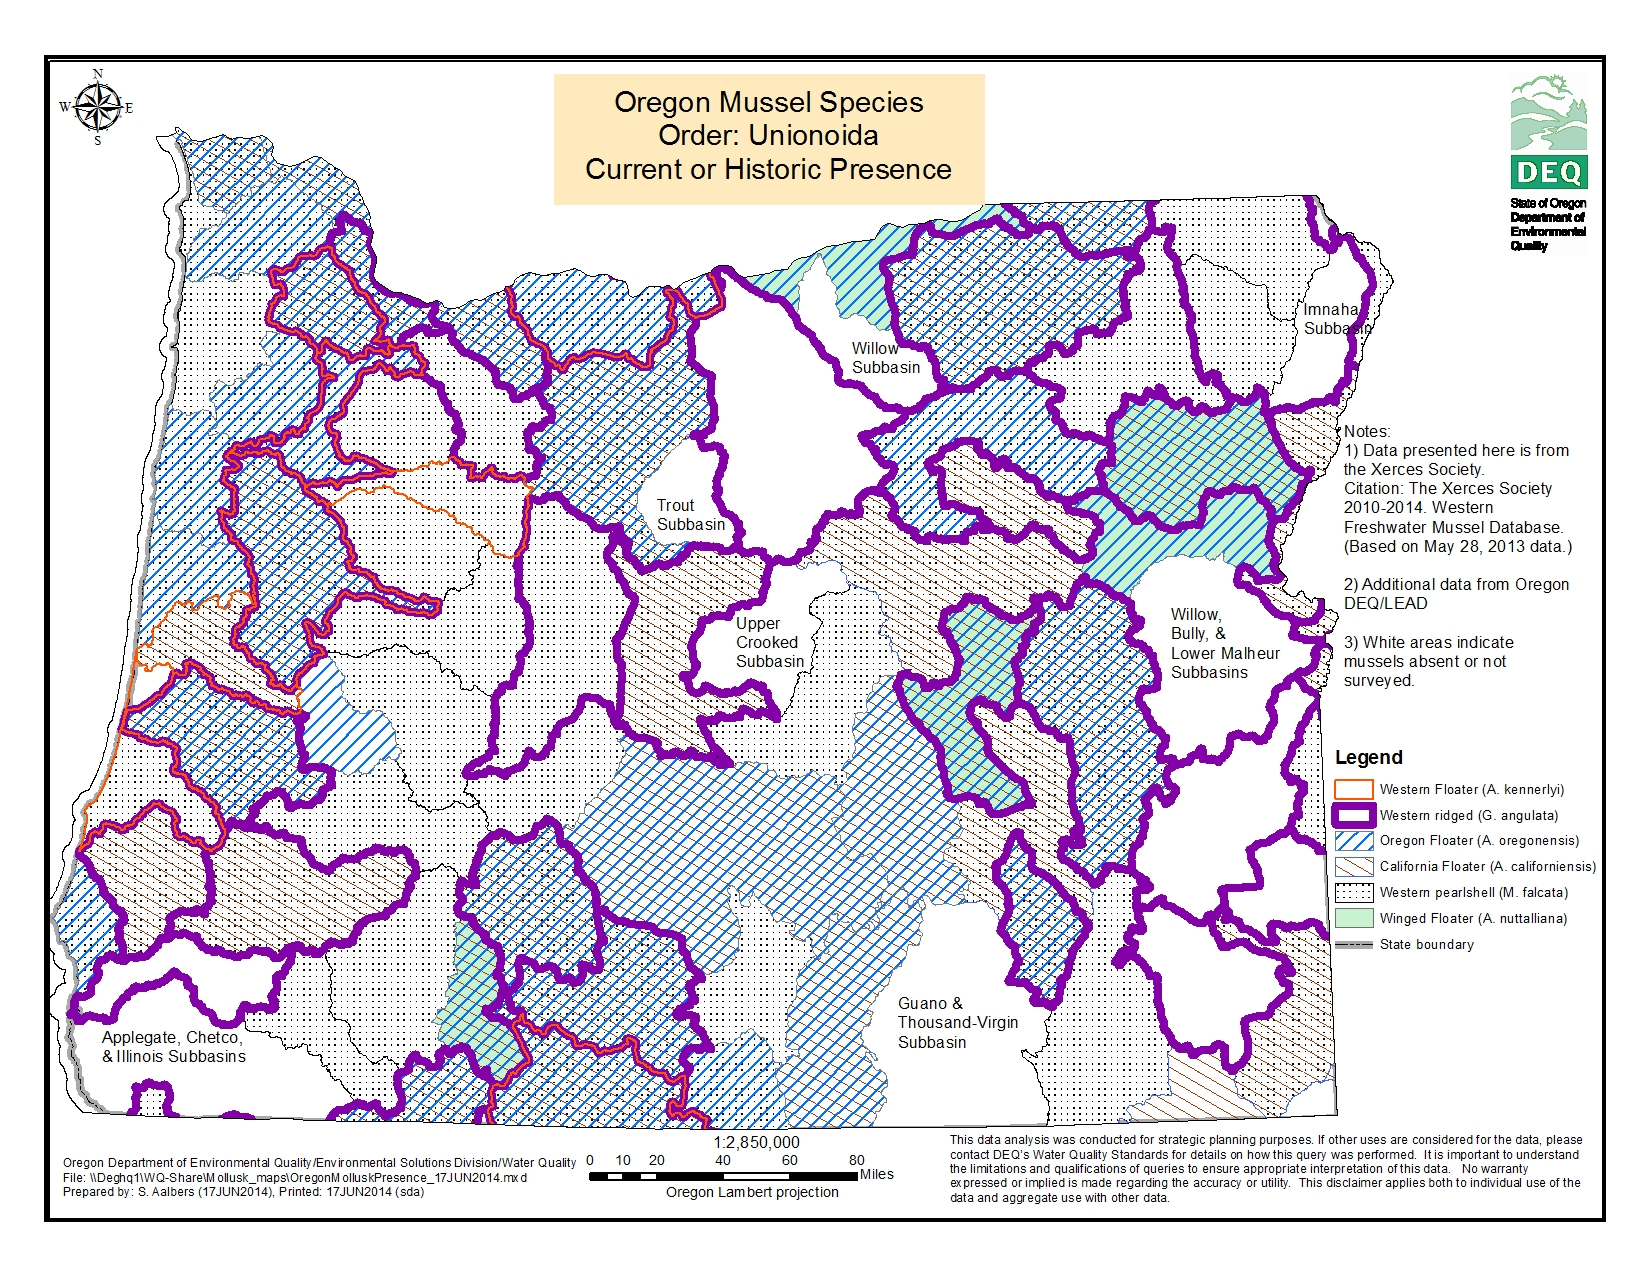 N
W
E
S
Oregon Mussel Species
Order: Unionoida
Current or Historic Presence
DEQ
State of Oregon
Department of
Environmental
Quality
Imnaha
Subbasin
Willow
Subbasin
Trout
Subbasin
Upper
Crooked
Subbasin
Willow,
Bully, &
Lower Malheur
Subbasins
Guano &
Thousand-Virgin
Subbasin
Applegate, Chetco,
& Illinois Subbasins
Notes:
1) Data presented here is from
the Xerces Society.
Citation: The Xerces Society
2010-2014. Western
Freshwater Mussel Database.
(Based on May 28, 2013 data.)
2) Additional data from Oregon
DEQ/LEAD
3) White areas indicate
mussels absent or not
surveyed.
Legend
Western Floater (A. kennerlyi)
Western ridged (G. angulata)
Oregon Floater (A. oregonensis)
California Floater (A. californiensis)
Western pearlshell (M. falcata)
Winged Floater (A. nuttalliana)
State boundary
1:2,850,000
0 10 20 40 60 80
Miles
Oregon Lambert projection
Oregon Department of Environmental Quality/Environmental Solutions Division/Water Quality
File: \\Deqhq1\WQ-Share\Mollusk_maps\OregonMolluskPresence_17JUN2014.mxd
Prepared by: S. Aalbers (17JUN2014), Printed: 17JUN2014 (sda)
This data analysis was conducted for strategic planning purposes. If other uses are considered for the data, please
contact DEQ's Water Quality Standards for details on how this query was performed. It is important to understand
the limitations and qualifications of queries to ensure appropriate interpretation of this data. No warranty
expressed or implied is made regarding the accuracy or utility. This disclaimer applies both to individual use of the
data and aggregate use with other data.